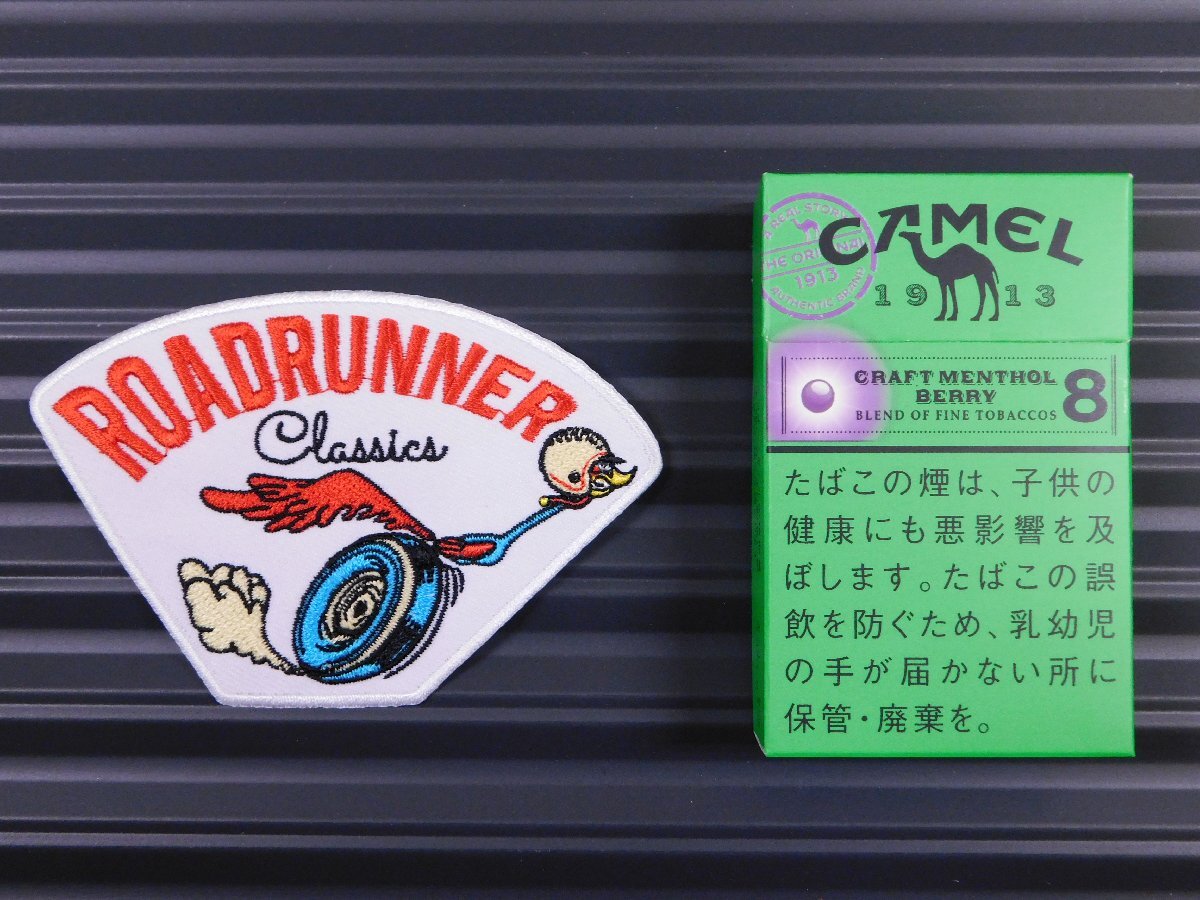 ROADRUNNER
Classics
A REAL STORY
THE ORIGINAL
1913
AUTHENTIC BRAND
CAMEL
1913
CRAFT MENTHOL
BERRY
BLEND OF FINE TOBACCOS
8
たばこの煙は、子供の
健康にも悪影響を及
ぼします。たばこの誤
飲を防ぐため、乳幼児
の手が届かない所に
保管・廃棄を。